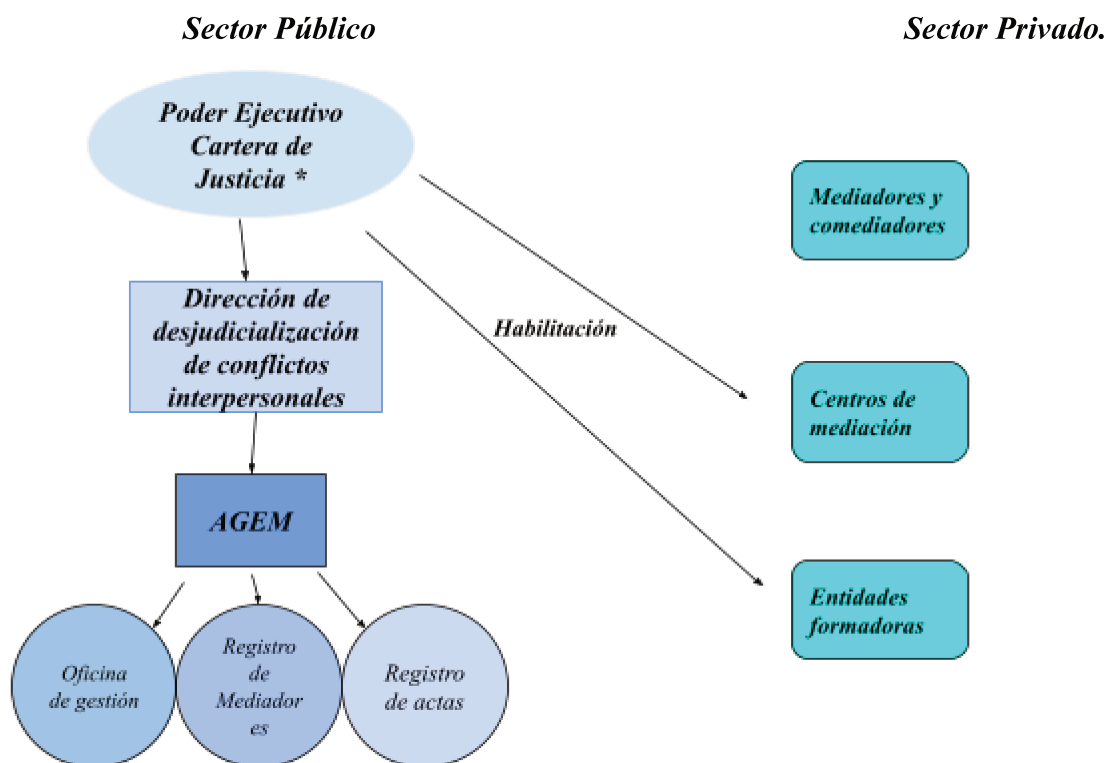 Sector Público
Sector Privado.
Poder Ejecutivo
Cartera de
Justicia *
Mediadores y
comediadores
Dirección de
desjudicialización
de conflictos
interpersonales
Habilitación
Centros de
mediación
AGEM
Entidades
formadoras
Oficina
de gestión
Registro
de
Mediador
es
Registro
de actas